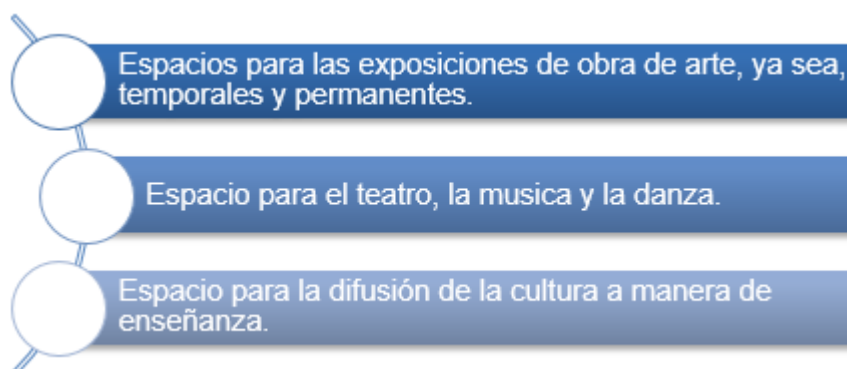 Espacios para las exposiciones de obra de arte, ya sea,
temporales y permanentes.
Espacio para el teatro, la musica y la danza.
Espacio para la difusión de la cultura a manera de
enseñanza.